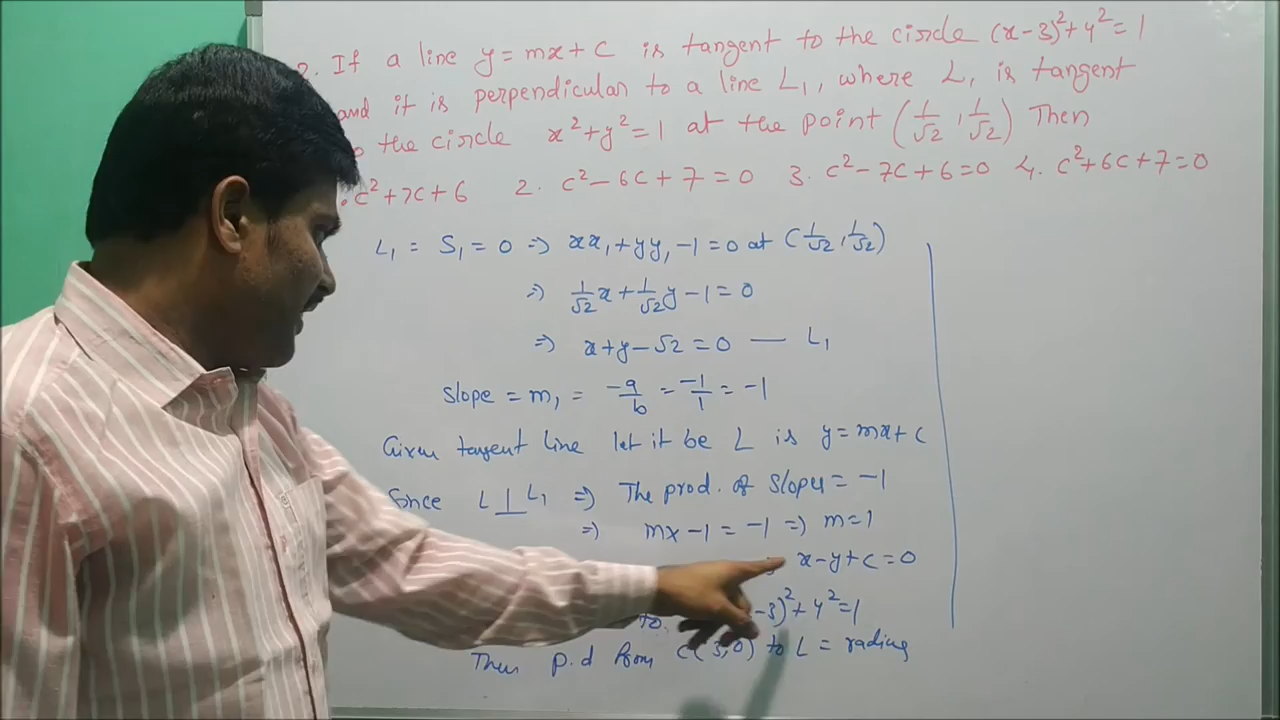 2. If a line y = mx + c is tangent to the circle (x-3)²+y²=1
and it is perpendicular to a line L₁, where L₁ is tangent
the circle x²+y²=1 at the point (1/√2, 1/√2) Then
c²+7c+6 2. c²-6c+7=0 3. c²-7c+6=0 4. c²+6c+7=0
L₁ = S₁ = 0 ⇒ xx₁+yy₁-1=0 at (1/√2, 1/√2)
⇒ 1/√2 x + 1/√2 y - 1 = 0
⇒ x+y-√2 = 0 — L₁
Slope = m₁ = -a/b = -1/1 = -1
Given tangent line let it be L is y = mx + c
Since L ⊥ L₁ ⇒ The prod. of slopes = -1
⇒ m x -1 = -1 ⇒ m = 1
x-y+c=0
to. -3)²+y²=1
Then p.d from C(3,0) to L = radius